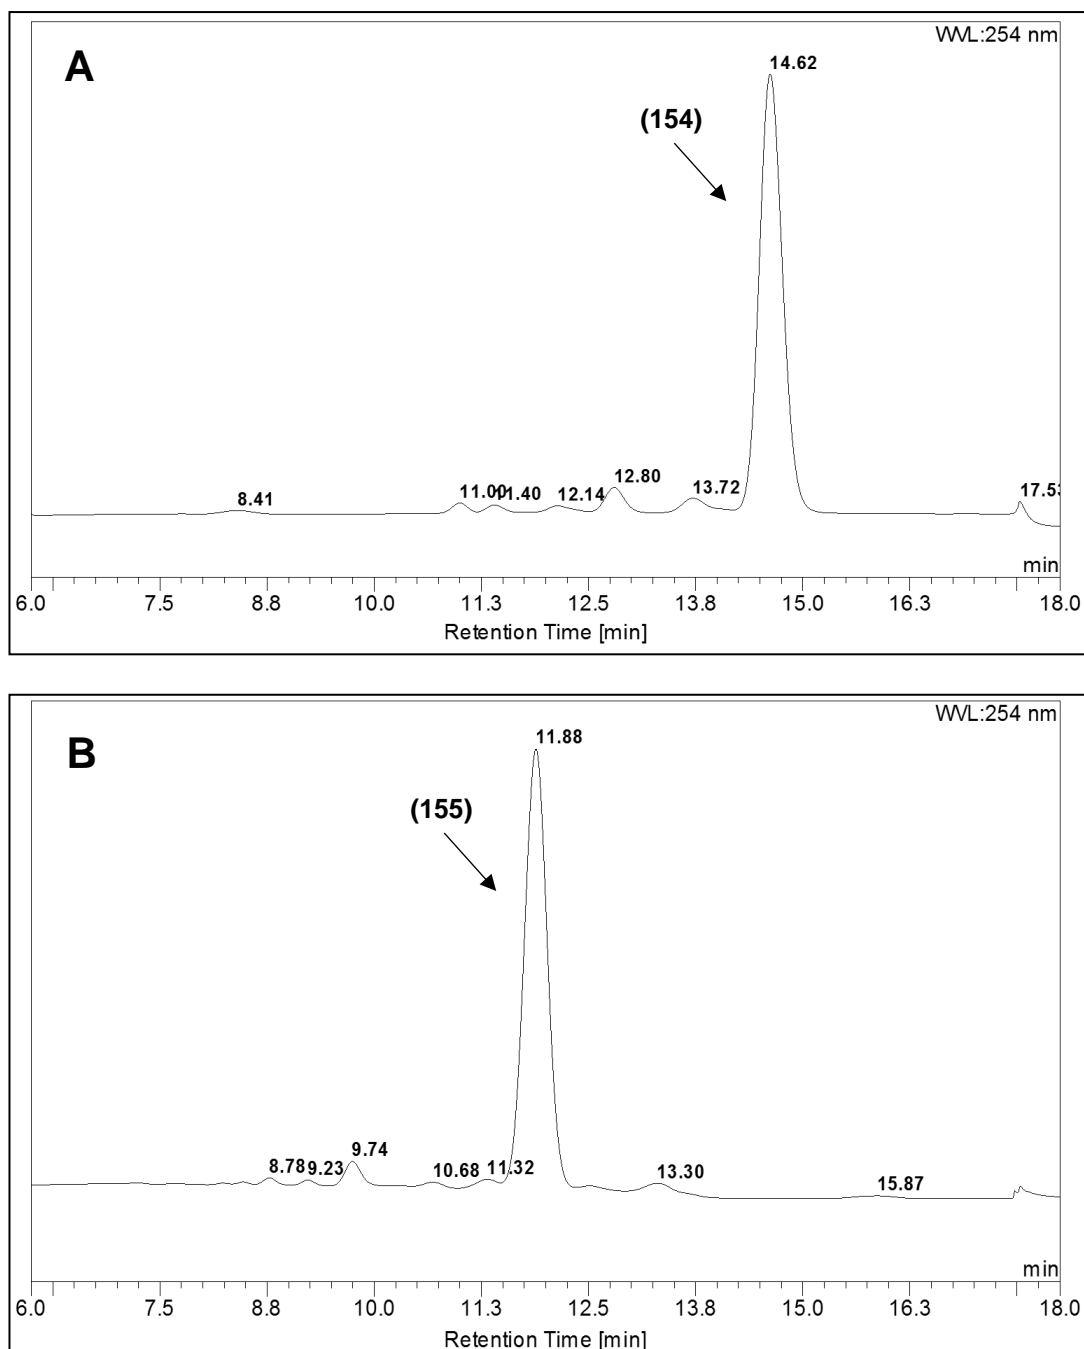 WVL:254 nm
A
14.62
(154)
12.80
13.72
11.00
11.40
12.14
8.41
17.53
min
6.0 7.5 8.8 10.0 11.3 12.5 13.8 15.0 16.3 18.0
Retention Time [min]
WVL:254 nm
B
11.88
(155)
9.74
8.78
9.23
10.68
11.32
13.30
15.87
min
6.0 7.5 8.8 10.0 11.3 12.5 13.8 15.0 16.3 18.0
Retention Time [min]